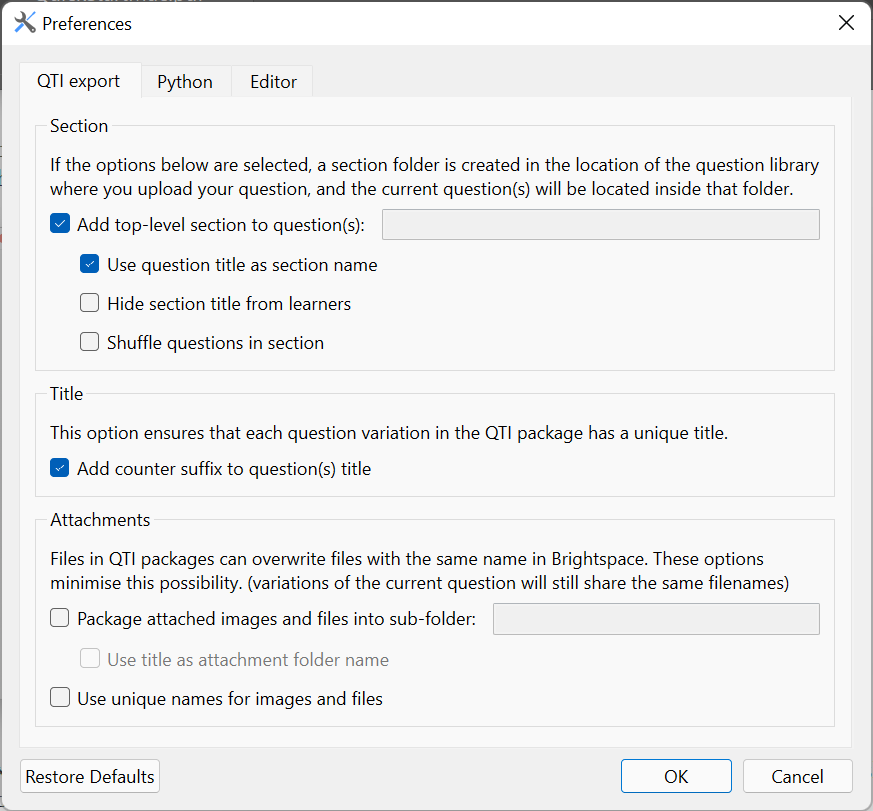 Preferences
QTI export
Python
Editor
Section
If the options below are selected, a section folder is created in the location of the question library
where you upload your question, and the current question(s) will be located inside that folder.
Add top-level section to question(s):
Use question title as section name
Hide section title from learners
Shuffle questions in section
Title
This option ensures that each question variation in the QTI package has a unique title.
Add counter suffix to question(s) title
Attachments
Files in QTI packages can overwrite files with the same name in Brightspace. These options
minimise this possibility. (variations of the current question will still share the same filenames)
Package attached images and files into sub-folder:
Use title as attachment folder name
Use unique names for images and files
Restore Defaults
OK
Cancel